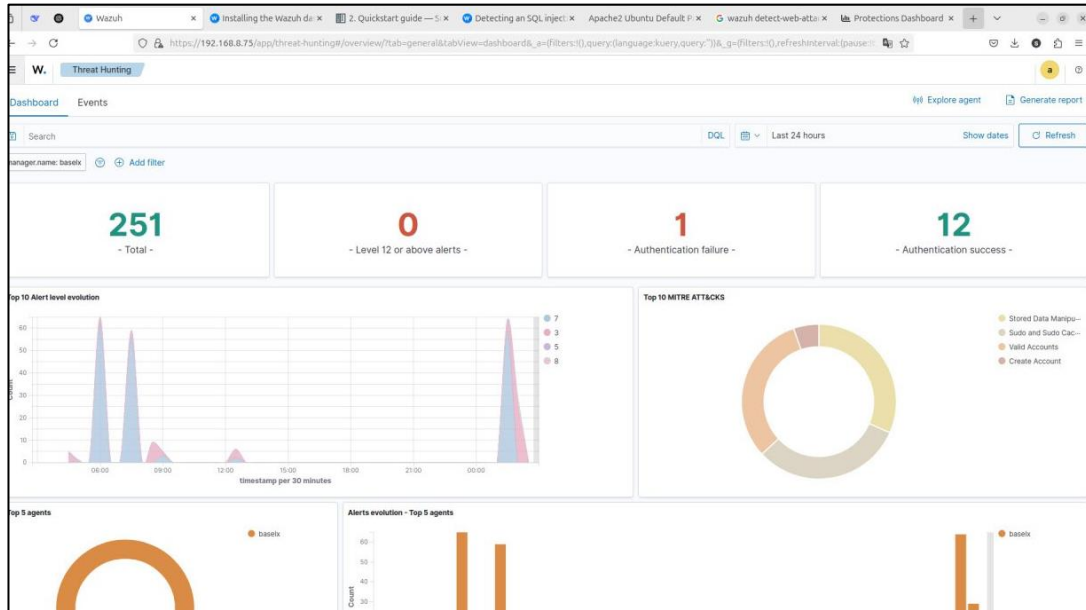 Wazuh
Installing the Wazuh da
2. Quickstart guide — S
Detecting an SQL inject
Apache2 Ubuntu Default P
wazuh detect-web-atta
Protections Dashboard
https://192.168.8.75/app/threat-hunting#/overview/?tab=general&tabView=dashboard&_a=(filters:!(),query:(language:kuery,query:''))&_g=(filters:!(),refreshInterval:(pause:
W.
Threat Hunting
a
Dashboard
Events
Explore agent
Generate report
Search
DQL
Last 24 hours
Show dates
Refresh
manager.name: baselx
Add filter
251
- Total -
0
- Level 12 or above alerts -
1
- Authentication failure -
12
- Authentication success -
Top 10 Alert level evolution
60
50
40
30
20
10
0
Count
06:00
09:00
12:00
15:00
18:00
21:00
00:00
timestamp per 30 minutes
7
3
5
8
Top 10 MITRE ATT&CKS
Stored Data Manipu--
Sudo and Sudo Cac--
Valid Accounts
Create Account
Top 5 agents
baselx
Alerts evolution - Top 5 agents
60
50
40
30
Count
baselx